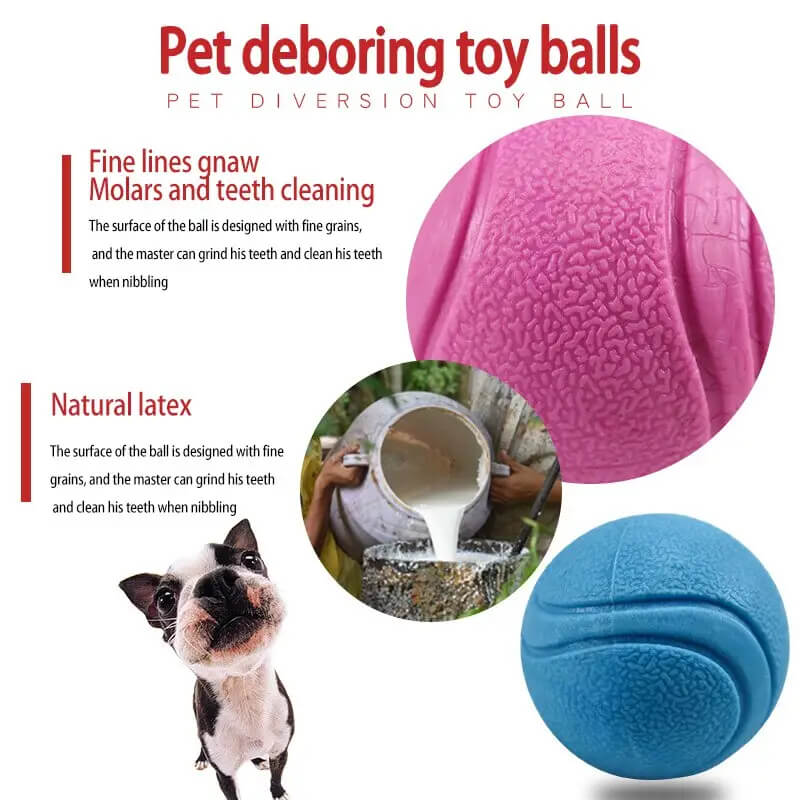 Pet deboring toy balls
PET DIVERSION TOY BALL
Fine lines gnaw
Molars and teeth cleaning
The surface of the ball is designed with fine grains,
and the master can grind his teeth and clean his teeth
when nibbling
Natural latex
The surface of the ball is designed with fine
grains, and the master can grind his teeth
and clean his teeth when nibbling